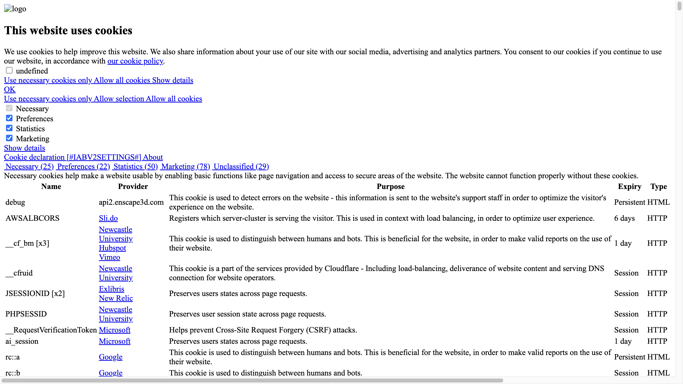 logo
This website uses cookies
We use cookies to help improve this website. We also share information about your use of our site with our social media, advertising and analytics partners. You consent to our cookies if you continue to
use our website, in accordance with our cookie policy.
undefined
Use necessary cookies only Allow all cookies Show details
OK
Use necessary cookies only Allow selection Allow all cookies
Necessary
Preferences
Statistics
Marketing
Show details
Cookie declaration [#IABV2SETTINGS#] About
Necessary (25) Preferences (22) Statistics (50) Marketing (78) Unclassified (29)
Necessary cookies help make a website usable by enabling basic functions like page navigation and access to secure areas of the website. The website cannot function properly without these cookies.
Name Provider Purpose Expiry Type
debug api2.enscape3d.com This cookie is used to detect errors on the website - this information is sent to the website's support staff in order to optimize the visitor's
experience on the website. Persistent HTML
AWSALBCORS Sli.do Registers which server-cluster is serving the visitor. This is used in context with load balancing, in order to optimize user experience. 6 days HTTP
__cf_bm [x3] Newcastle
University
Hubspot
Vimeo This cookie is used to distinguish between humans and bots. This is beneficial for the website, in order to make valid reports on the use of
their website. 1 day HTTP
__cfruid Newcastle
University This cookie is a part of the services provided by Cloudflare - Including load-balancing, deliverance of website content and serving DNS
connection for website operators. Session HTTP
JSESSIONID [x2] Exlibris
New Relic Preserves users states across page requests. Session HTTP
PHPSESSID Newcastle
University Preserves user session state across page requests. Session HTTP
__RequestVerificationToken Microsoft Helps prevent Cross-Site Request Forgery (CSRF) attacks. Session HTTP
ai_session Microsoft Preserves users states across page requests. 1 day HTTP
rc::a Google This cookie is used to distinguish between humans and bots. This is beneficial for the website, in order to make valid reports on the use of
their website. Persistent HTML
rc::b Google This cookie is used to distinguish between humans and bots. Session HTML